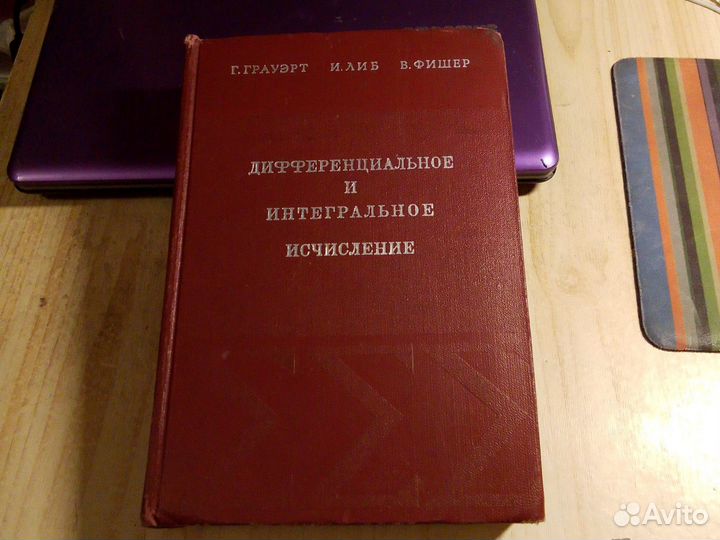 Г. ГРАУЭРТ И. ЛИБ В. ФИШЕР
ДИФФЕРЕНЦИАЛЬНОЕ
И
ИНТЕГРАЛЬНОЕ
ИСЧИСЛЕНИЕ
Avito